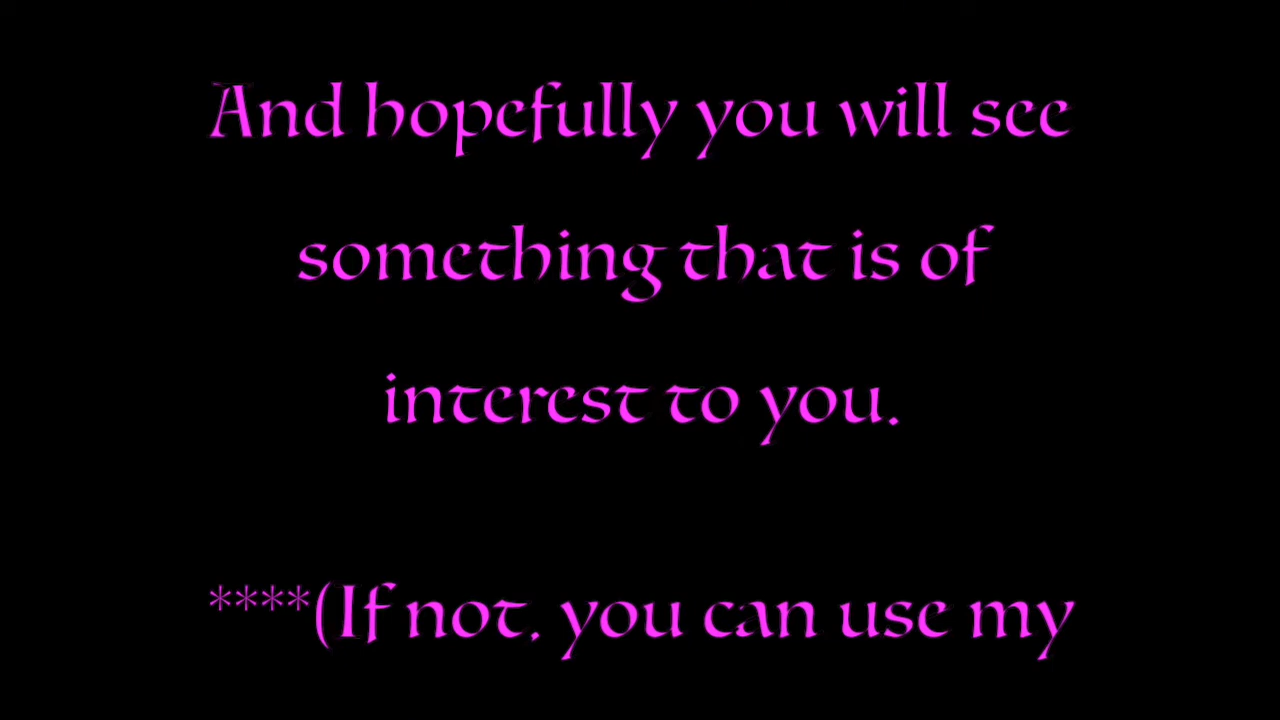 And hopefully you will see
something that is of
interest to you.
****(If not, you can use my